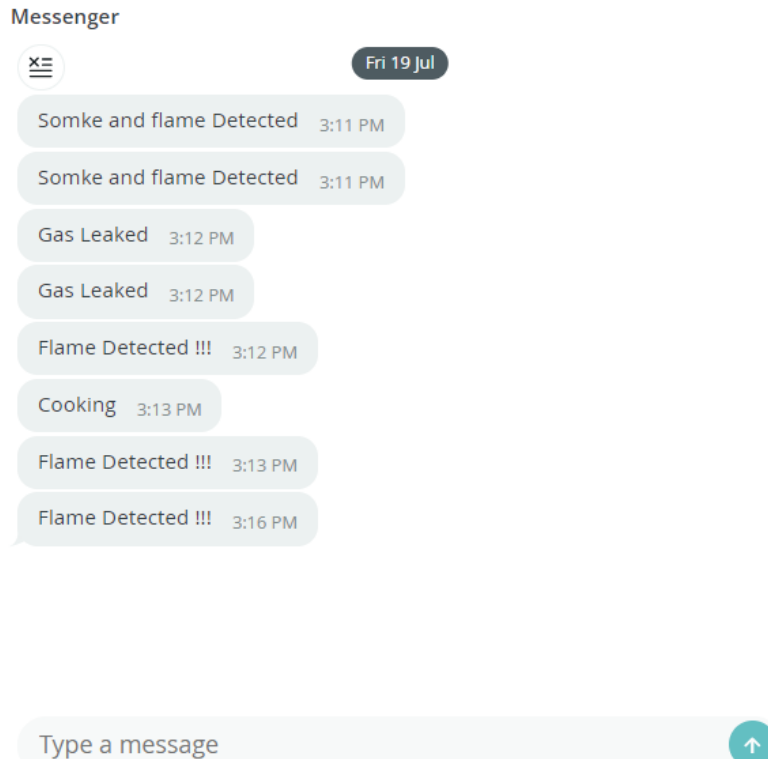 Messenger
Fri 19 Jul
Somke and flame Detected 3:11 PM
Somke and flame Detected 3:11 PM
Gas Leaked 3:12 PM
Gas Leaked 3:12 PM
Flame Detected !!! 3:12 PM
Cooking 3:13 PM
Flame Detected !!! 3:13 PM
Flame Detected !!! 3:16 PM
Type a message